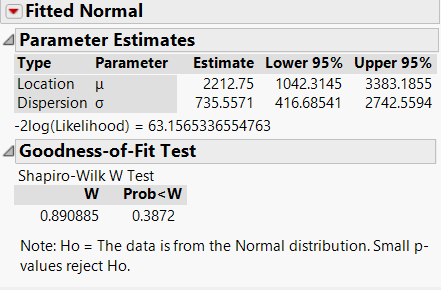 Fitted Normal
Parameter Estimates
Type Parameter Estimate Lower 95% Upper 95%
Location μ 2212.75 1042.3145 3383.1855
Dispersion σ 735.5571 416.68541 2742.5594
-2log(Likelihood) = 63.1565336554763
Goodness-of-Fit Test
Shapiro-Wilk W Test
W Prob<W
0.890885 0.3872
Note: Ho = The data is from the Normal distribution. Small p-
values reject Ho.